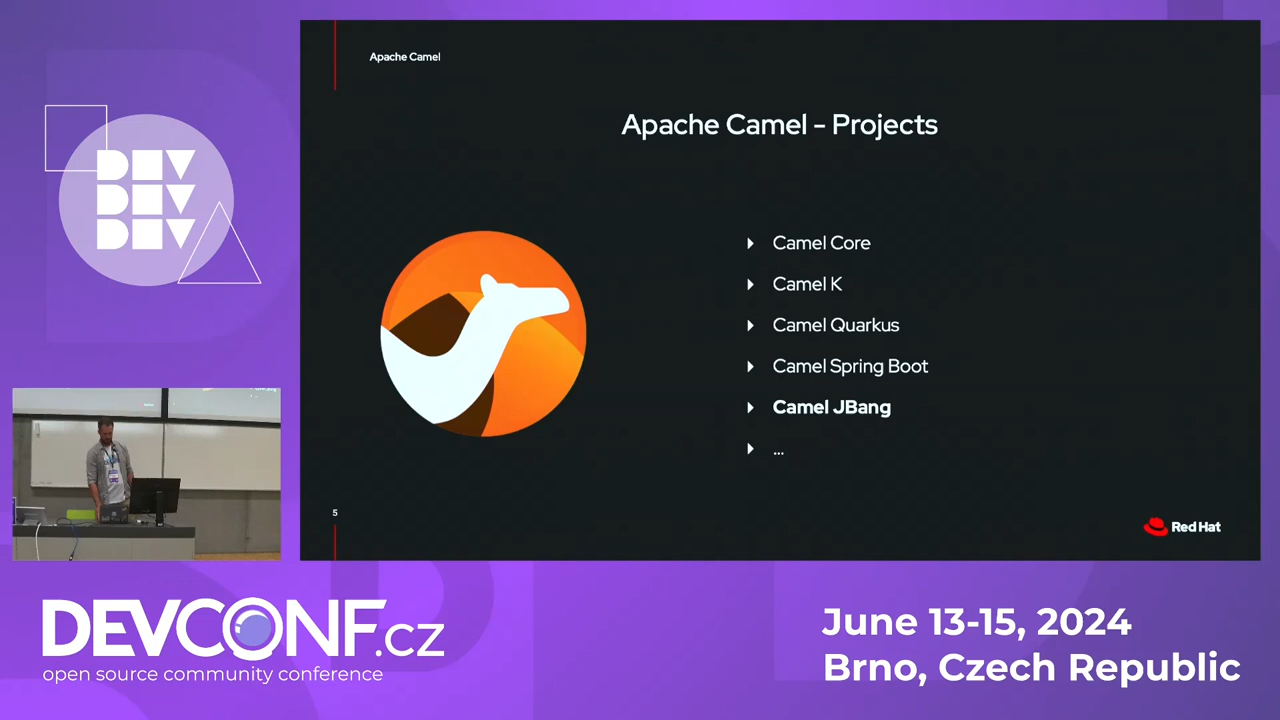 Apache Camel
Apache Camel - Projects
DEV
DEV
DEV
Camel Core
Camel K
Camel Quarkus
Camel Spring Boot
Camel JBang
...
5
Red Hat
DEVCONF.cz
open source community conference
June 13-15, 2024
Brno, Czech Republic